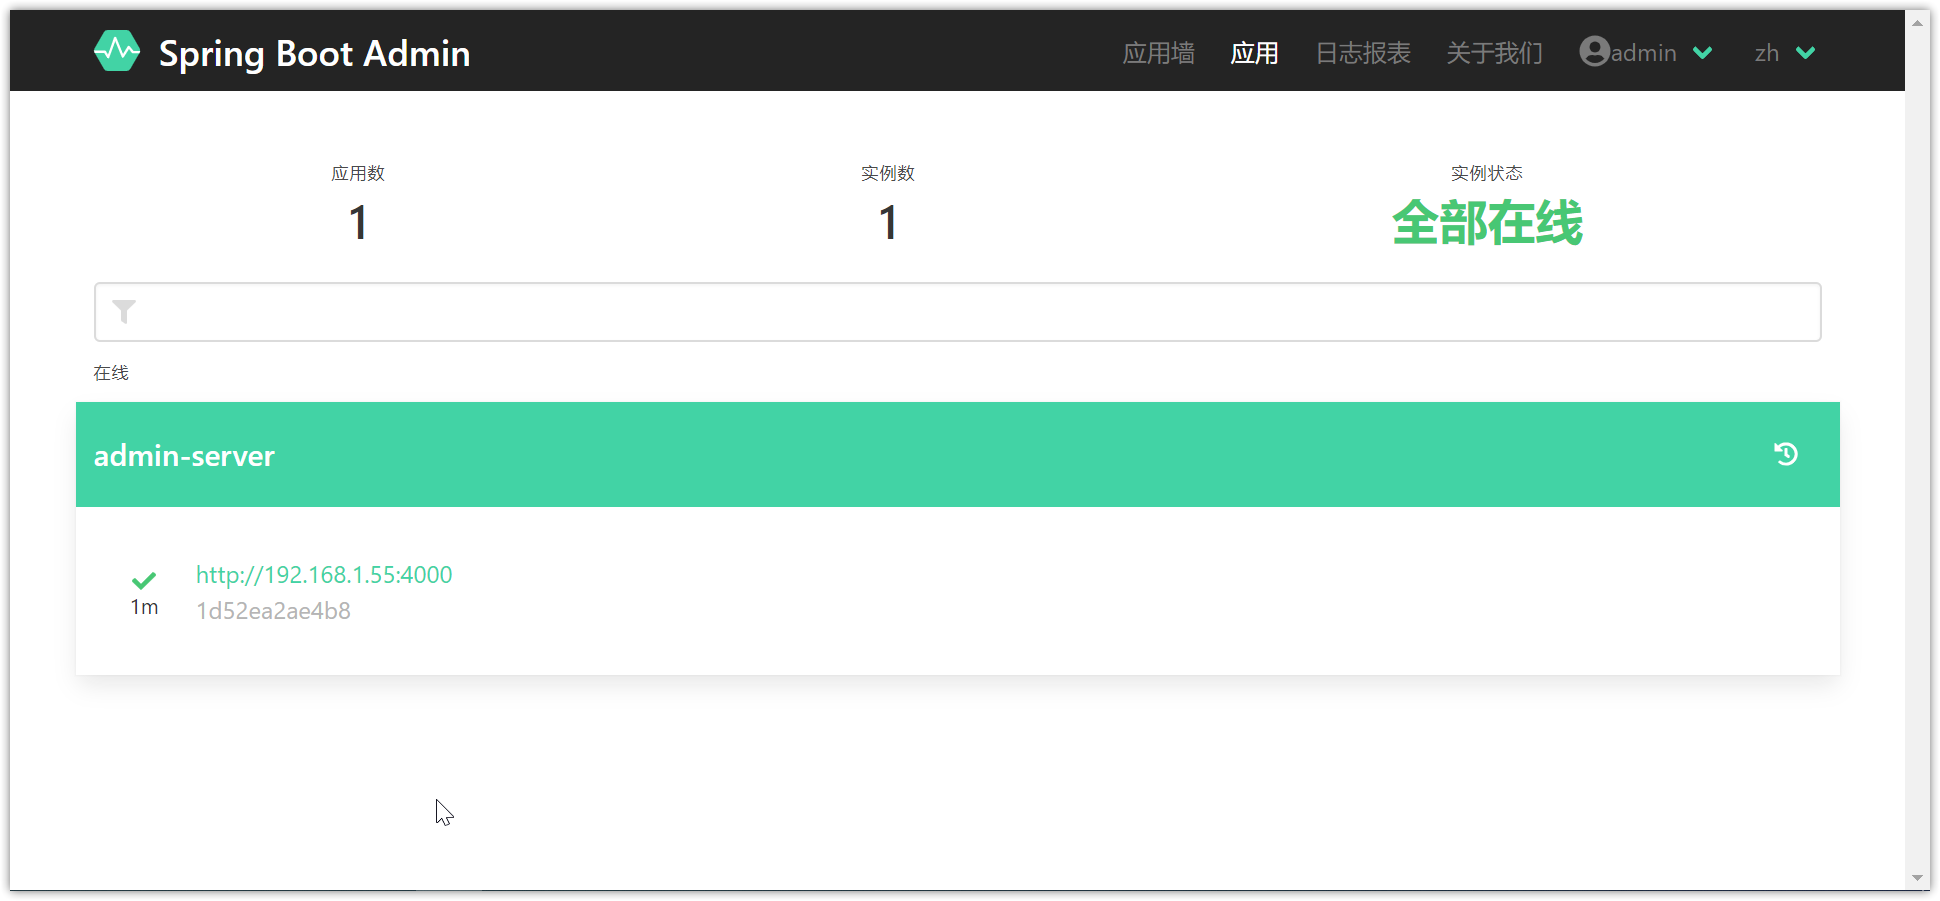 Spring Boot Admin 应用墙 应用 日志报表 关于我们 admin zh
应用数 实例数 实例状态
1 1 全部在线
在线
admin-server
http://192.168.1.55:4000
1m
1d52ea2ae4b8